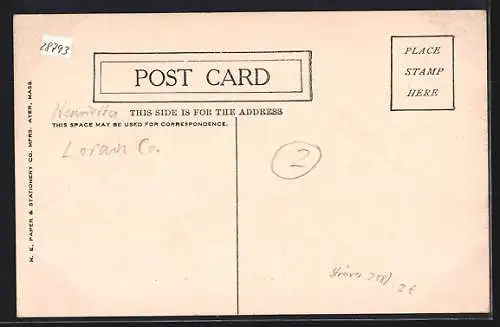 28793
POST CARD
PLACE
STAMP
HERE
THIS SIDE IS FOR THE ADDRESS
THIS SPACE MAY BE USED FOR CORRESPONDENCE.
Lorain Co.
2
2€
N. E. PAPER & STATIONERY CO. MFRS. AYER, MASS.